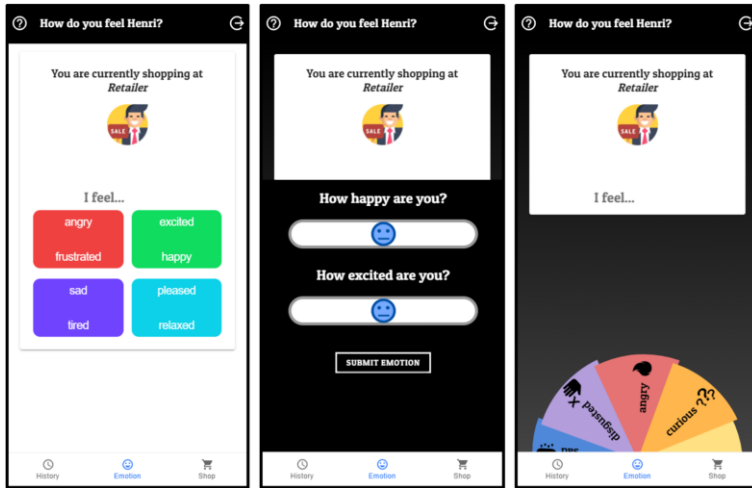 How do you feel Henri?
You are currently shopping at
Retailer
SALE
I feel...
angry
frustrated
excited
happy
sad
tired
pleased
relaxed
History
Emotion
Shop
How do you feel Henri?
You are currently shopping at
Retailer
SALE
How happy are you?
How excited are you?
SUBMIT EMOTION
History
Emotion
Shop
How do you feel Henri?
You are currently shopping at
Retailer
SALE
I feel...
sad
disgusted
angry
curious ???
History
Emotion
Shop